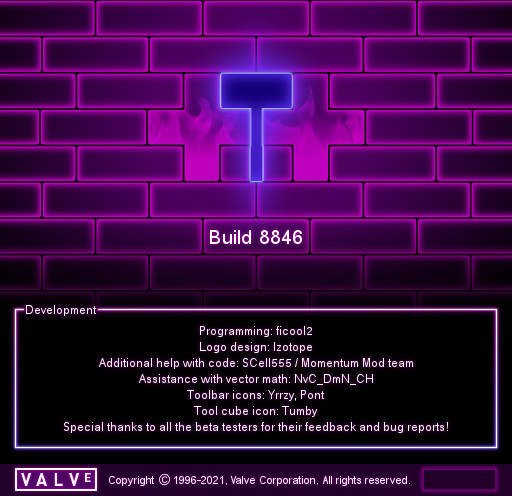 Build 8846
Development
Programming: ficool2
Logo design: Izotope
Additional help with code: SCell555 / Momentum Mod team
Assistance with vector math: NvC_DmN_CH
Toolbar icons: Yrrzy, Pont
Tool cube icon: Tumby
Special thanks to all the beta testers for their feedback and bug reports!
VALVE Copyright © 1996-2021, Valve Corporation, All rights reserved.